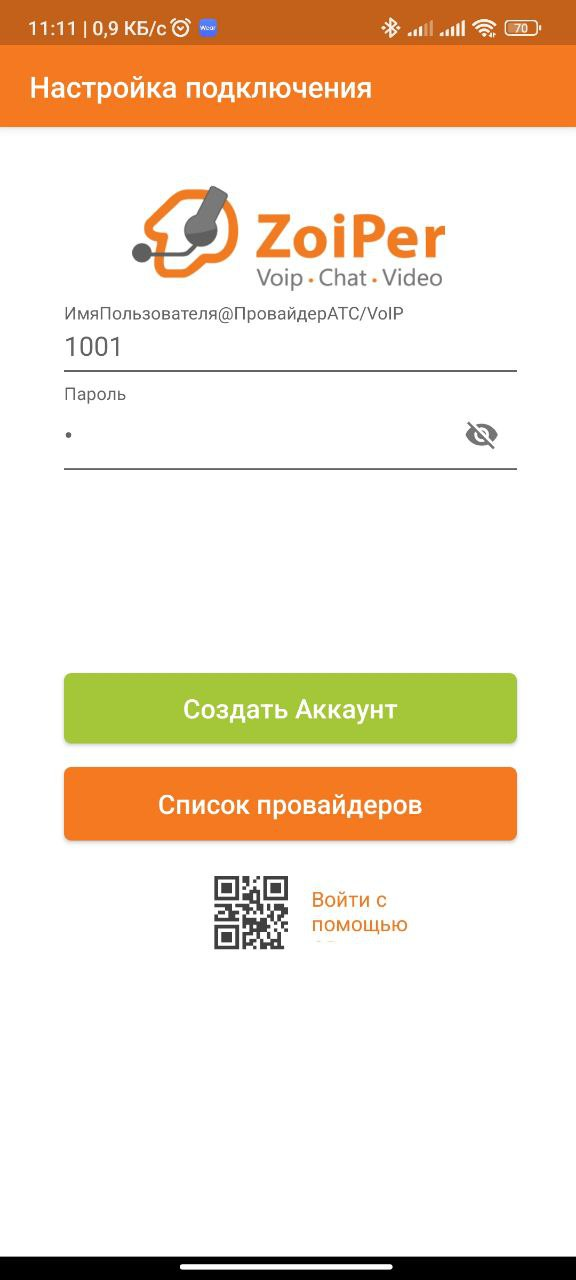 11:11 | 0,9 КБ/с
Wear
70
Настройка подключения
ZoiPer
Voip · Chat · Video
ИмяПользователя@ПровайдерАТС/VoIP
1001
Пароль
•
Создать Аккаунт
Список провайдеров
Войти с
помощью